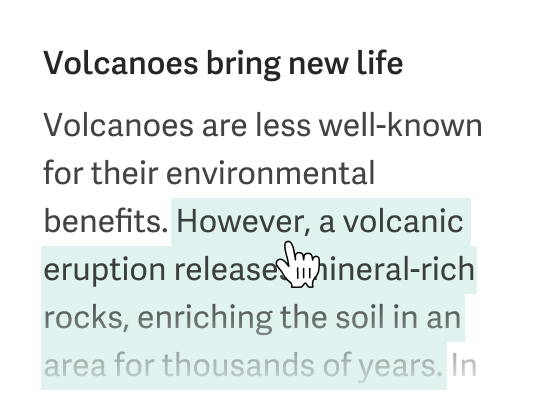 Volcanoes bring new life
Volcanoes are less well-known
for their environmental
benefits. However, a volcanic
eruption releases mineral-rich
rocks, enriching the soil in an
area for thousands of years. In